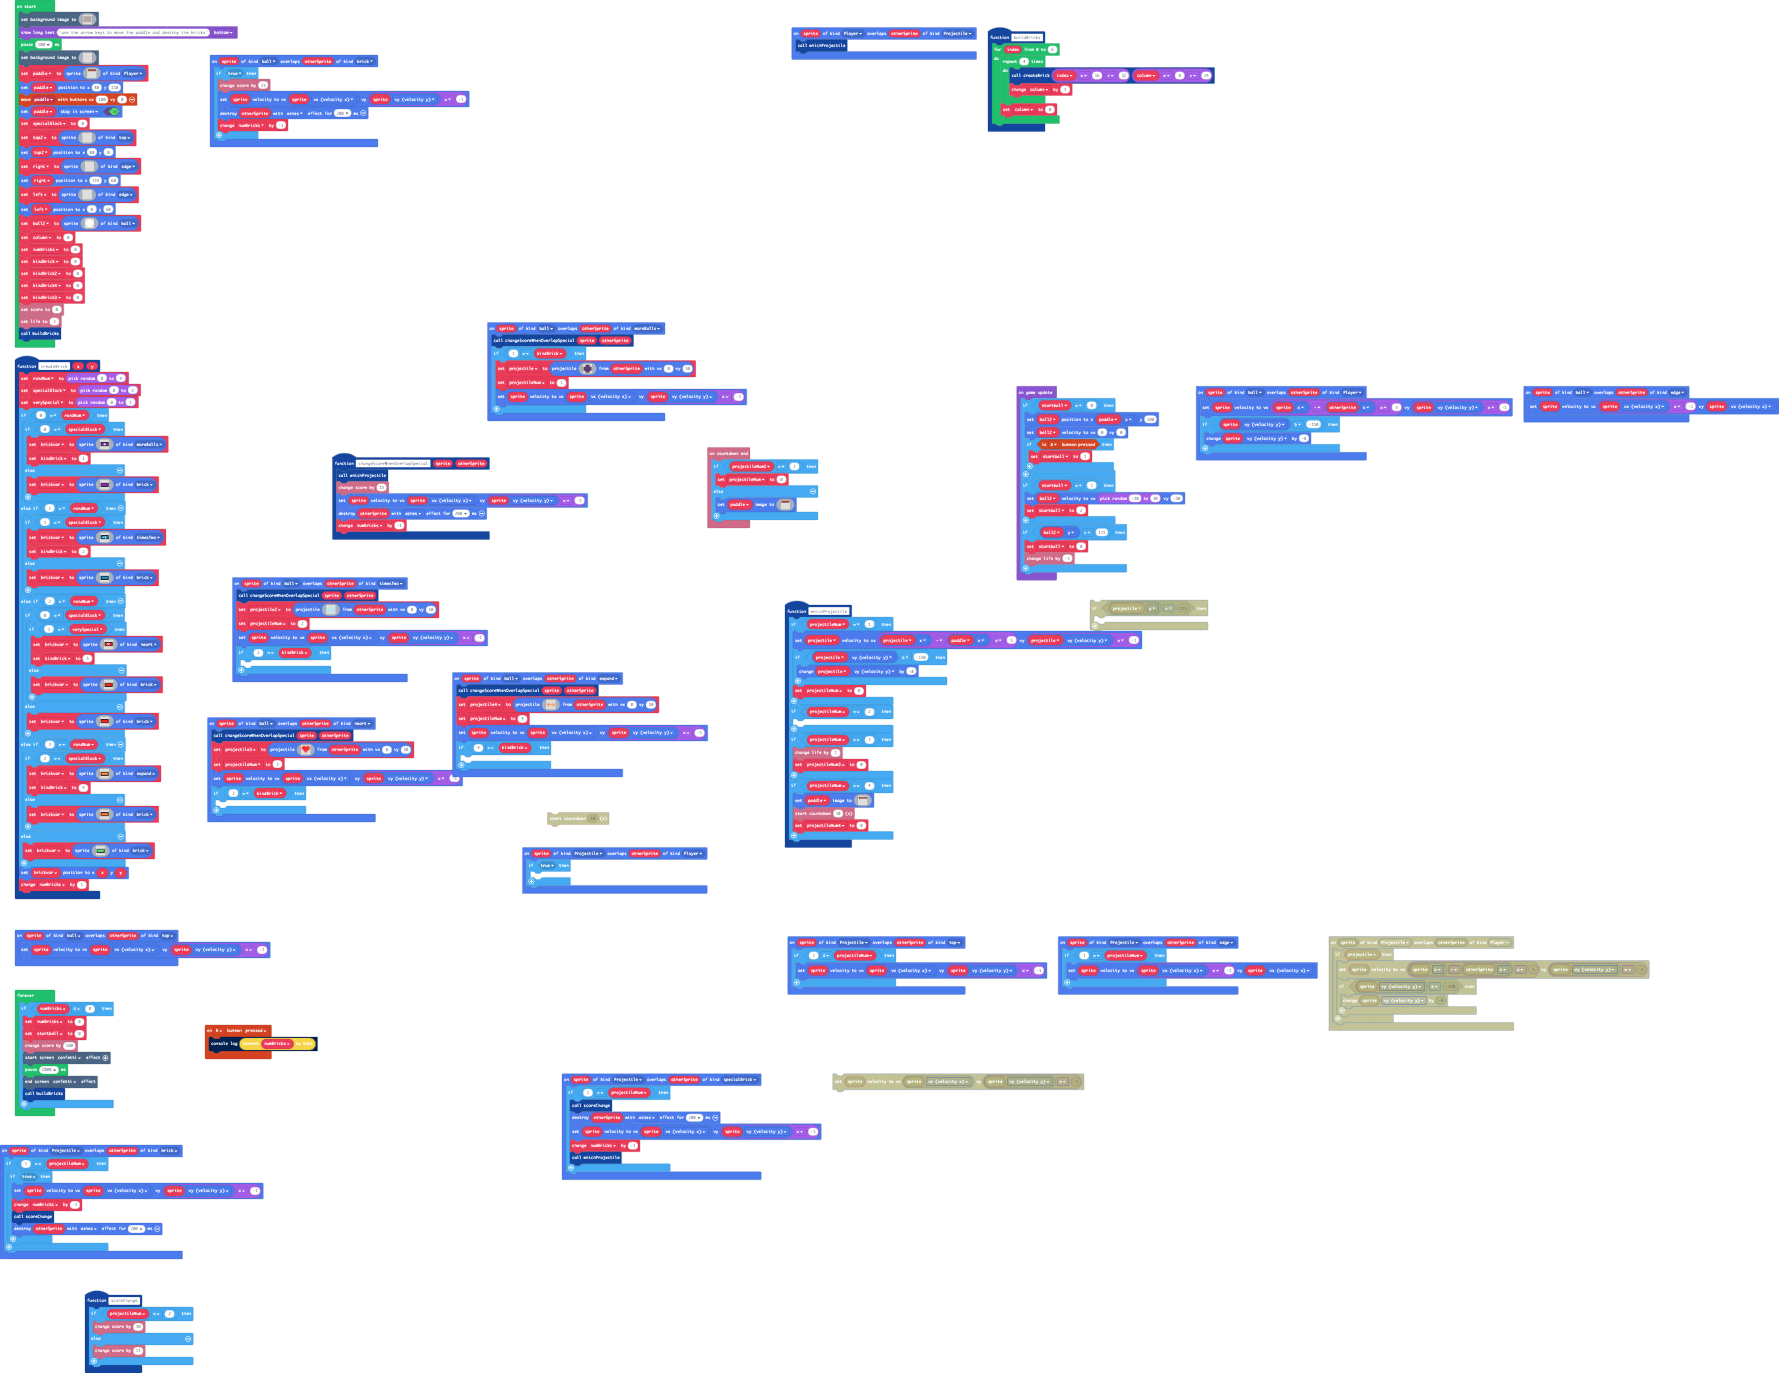 on start
set background image to
show long text "use the arrow keys to move the paddle and destroy the bricks" bottom
pause 500 ms
set background image to
set paddle to sprite of kind Player
set paddle position to x 80 y 110
move paddle with buttons vx 100 vy 0
set paddle stay in screen
set specialBlock to 0
set top2 to sprite of kind top
set top2 position to x 80 y 0
set right to sprite of kind edge
set right position to x y 60
set left to sprite of kind edge
set left position to x 0 y 60
set ball2 to sprite of kind ball
set column to 0
set numBricks to 0
set kindBrick to 0
set kindBrick2 to 0
set kindBrick4 to 0
set kindBrick3 to 0
set score to 0
set life to 3
call buildBricks
on sprite of kind ball overlaps otherSprite of kind brick
if true then
change score by
set sprite velocity to vx sprite vx (velocity x) vy sprite vy (velocity y) × -1
destroy otherSprite with ashes effect for 200 ms
change numBricks by -1
on sprite of kind Player overlaps otherSprite of kind Projectile
call whichProjectile
function buildBricks
for index from 0 to
do repeat times
do call createBrick index × + column × +
change column by 1
set column to 0
function createBrick x y
set randNum to pick random 0 to
set specialBlock to pick random 0 to
set verySpecial to pick random 0 to
if 0 = randNum then
if 0 = specialBlock then
set brickvar to sprite of kind moreBalls
set kindBrick to 1
else
set brickvar to sprite of kind brick
else if 1 = randNum then
if 1 = specialBlock then
set brickvar to sprite of kind timesTwo
set kindBrick to 2
else
set brickvar to sprite of kind brick
else if 2 = randNum then
if = specialBlock then
if = verySpecial then
set brickvar to sprite of kind heart
set kindBrick to
else
set brickvar to sprite of kind brick
else
set brickvar to sprite of kind brick
else if 3 = randNum then
if 2 = specialBlock then
set brickvar to sprite of kind expand
set kindBrick to
else
set brickvar to sprite of kind brick
else
set brickvar to sprite of kind brick
set brickvar position to x x y y
change numBricks by 1
on sprite of kind ball overlaps otherSprite of kind moreBalls
call changeScoreWhenOverlapSpecial sprite otherSprite
if 1 = kindBrick then
set projectile to projectile from otherSprite with vx 0 vy 50
set projectileNum to 1
set sprite velocity to vx sprite vx (velocity x) vy sprite vy (velocity y) × -1
function changeScoreWhenOverlapSpecial sprite otherSprite
call whichProjectile
change score by
set sprite velocity to vx sprite vx (velocity x) vy sprite vy (velocity y) × -1
destroy otherSprite with ashes effect for 200 ms
change numBricks by -1
on countdown end
if projectileNum2 = 2 then
set projectileNum to 0
else
set paddle image to
on game update
if startball = 0 then
set ball2 position to x paddle x y 100
set ball2 velocity to vx 0 vy 0
if is A button pressed then
set startball to 1
if startball = 1 then
set ball2 velocity to vx pick random to vy
set startball to 2
if ball2 y > 115 then
set startball to 0
change life by -1
on sprite of kind ball overlaps otherSprite of kind Player
set sprite velocity to vx sprite x - otherSprite x × vy sprite vy (velocity y) × -1
if sprite vy (velocity y) > -150 then
change sprite vy (velocity y) by
on sprite of kind ball overlaps otherSprite of kind edge
set sprite velocity to vx sprite vx (velocity x) × -1 vy sprite vy (velocity y)
on sprite of kind ball overlaps otherSprite of kind timesTwo
call changeScoreWhenOverlapSpecial sprite otherSprite
set projectile2 to projectile from otherSprite with vx 0 vy 50
set projectileNum to 2
set sprite velocity to vx sprite vx (velocity x) vy sprite vy (velocity y) × -1
if 2 = kindBrick then
on sprite of kind ball overlaps otherSprite of kind expand
call changeScoreWhenOverlapSpecial sprite otherSprite
set projectile4 to projectile from otherSprite with vx 0 vy 50
set projectileNum to 4
set sprite velocity to vx sprite vx (velocity x) vy sprite vy (velocity y) × -1
if 4 = kindBrick then
on sprite of kind ball overlaps otherSprite of kind heart
call changeScoreWhenOverlapSpecial sprite otherSprite
set projectile3 to projectile from otherSprite with vx 0 vy 50
set projectileNum to 3
set sprite velocity to vx sprite vx (velocity x) vy sprite vy (velocity y) ×
if 3 = kindBrick then
start countdown 10 (s)
on sprite of kind Projectile overlaps otherSprite of kind Player
if true then
function whichProjectile
if projectileNum = 1 then
set projectile velocity to vx projectile x - paddle x × vy projectile vy (velocity y) × -1
if projectile vy (velocity y) > -150 then
change projectile vy (velocity y) by
set projectileNum to 0
if projectileNum = 2 then
if projectileNum = 3 then
change life by 1
set projectileNum3 to 0
if projectileNum = 4 then
set paddle image to
start countdown 10 (s)
set projectileNum4 to 0
if projectile y > then
on sprite of kind ball overlaps otherSprite of kind top
set sprite velocity to vx sprite vx (velocity x) vy sprite vy (velocity y) × -1
on sprite of kind Projectile overlaps otherSprite of kind top
if 1 = projectileNum then
set sprite velocity to vx sprite vx (velocity x) vy sprite vy (velocity y) × -1
on sprite of kind Projectile overlaps otherSprite of kind edge
if 1 = projectileNum then
set sprite velocity to vx sprite vx (velocity x) × -1 vy sprite vy (velocity y)
on sprite of kind Projectile overlaps otherSprite of kind Player
if projectile then
set sprite velocity to vx sprite x - otherSprite x × vy sprite vy (velocity y) ×
if sprite vy (velocity y) > -150 then
change sprite vy (velocity y) by
forever
if numBricks ≤ 0 then
set numBricks to 0
set startball to 0
change score by 100
start screen confetti effect
pause 2000 ms
end screen confetti effect
call buildBricks
on B button pressed
console log convert numBricks to text
on sprite of kind Projectile overlaps otherSprite of kind specialBrick
if 1 = projectileNum then
call scoreChange
destroy otherSprite with ashes effect for 200 ms
set sprite velocity to vx sprite vx (velocity x) vy sprite vy (velocity y) × -1
change numBricks by -1
call whichProjectile
set sprite velocity to vx sprite vx (velocity x) vy sprite vy (velocity y) ×
on sprite of kind Projectile overlaps otherSprite of kind brick
if 1 = projectileNum then
if true then
set sprite velocity to vx sprite vx (velocity x) vy sprite vy (velocity y) × -1
change numBricks by -1
call scoreChange
destroy otherSprite with ashes effect for 200 ms
function scoreChange
if projectileNum = 2 then
change score by
else
change score by